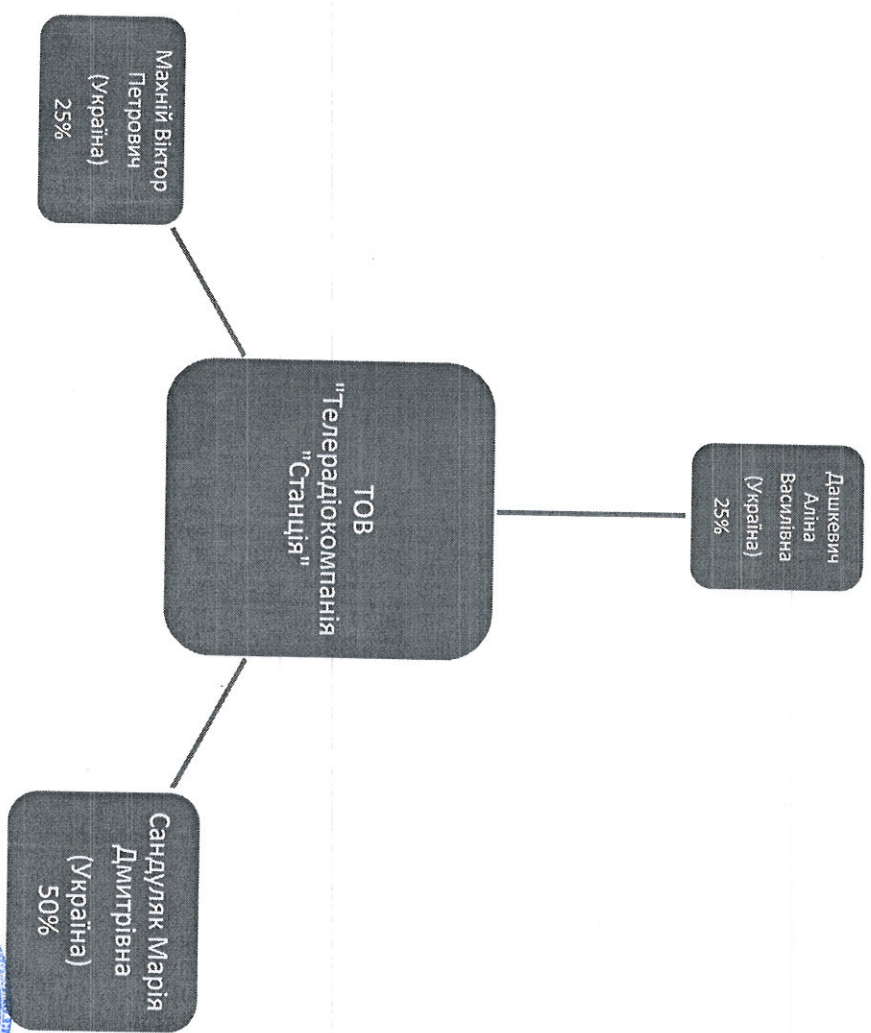 Дашкевич
Аліна
Василівна
(Україна)
25%
ТОВ
"Телерадіокомпанія
"Станція"
Махній Віктор
Петрович
(Україна)
25%
Сандуляк Марія
Дмитрівна
(Україна)
50%